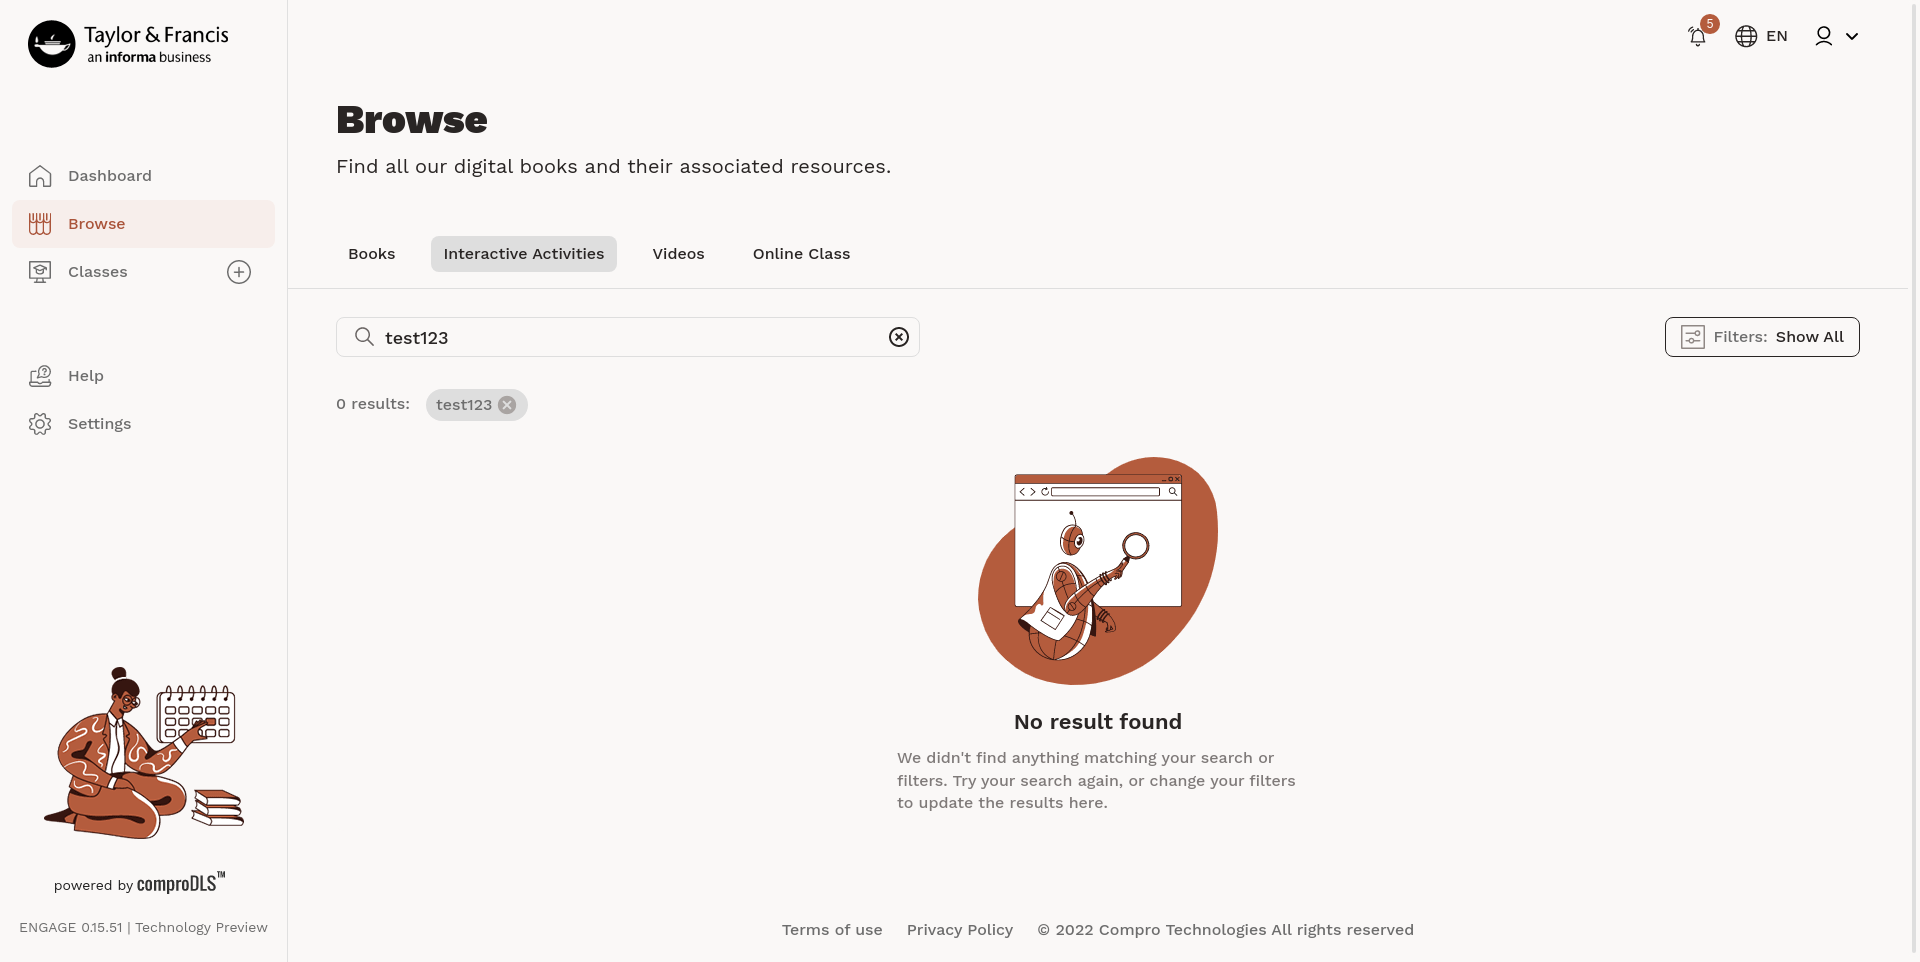 Taylor & Francis
an informa business
5
EN
Dashboard
Browse
Classes
Help
Settings
powered by comproDLS™
ENGAGE 0.15.51 | Technology Preview
Browse
Find all our digital books and their associated resources.
Books
Interactive Activities
Videos
Online Class
test123
Filters: Show All
0 results: test123
No result found
We didn't find anything matching your search or
filters. Try your search again, or change your filters
to update the results here.
Terms of use
Privacy Policy
© 2022 Compro Technologies All rights reserved